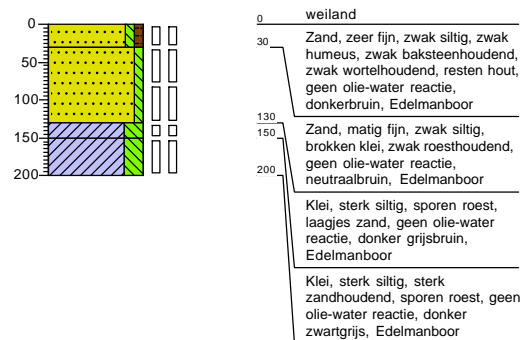 0
50
100
150
200
0
weiland
30
Zand, zeer fijn, zwak siltig, zwak
humeus, zwak baksteenhoudend,
zwak wortelhoudend, resten hout,
geen olie-water reactie,
donkerbruin, Edelmanboor
130
Zand, matig fijn, zwak siltig,
brokken klei, zwak roesthoudend,
geen olie-water reactie,
neutraalbruin, Edelmanboor
150
Klei, sterk siltig, sporen roest,
laagjes zand, geen olie-water
reactie, donker grijsbruin,
Edelmanboor
200
Klei, sterk siltig, sterk
zandhoudend, sporen roest, geen
olie-water reactie, donker
zwartgrijs, Edelmanboor